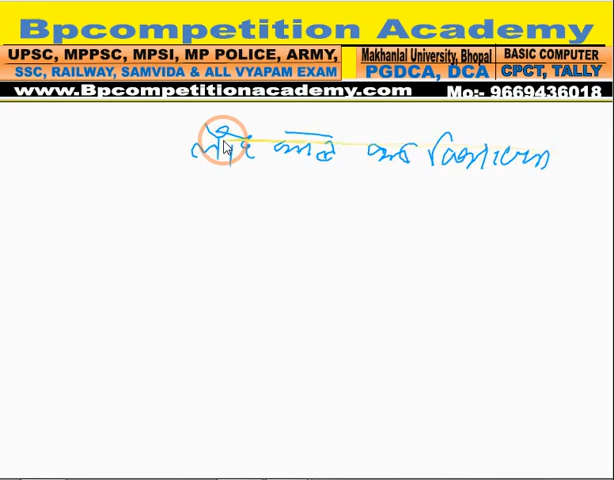 Bpcompetition Academy
UPSC, MPPSC, MPSI, MP POLICE, ARMY,
SSC, RAILWAY, SAMVIDA & ALL VYAPAM EXAM
Makhanlal University, Bhopal
PGDCA, DCA
BASIC COMPUTER
CPCT, TALLY
www.Bpcompetitionacademy.com Mo:- 9669436018